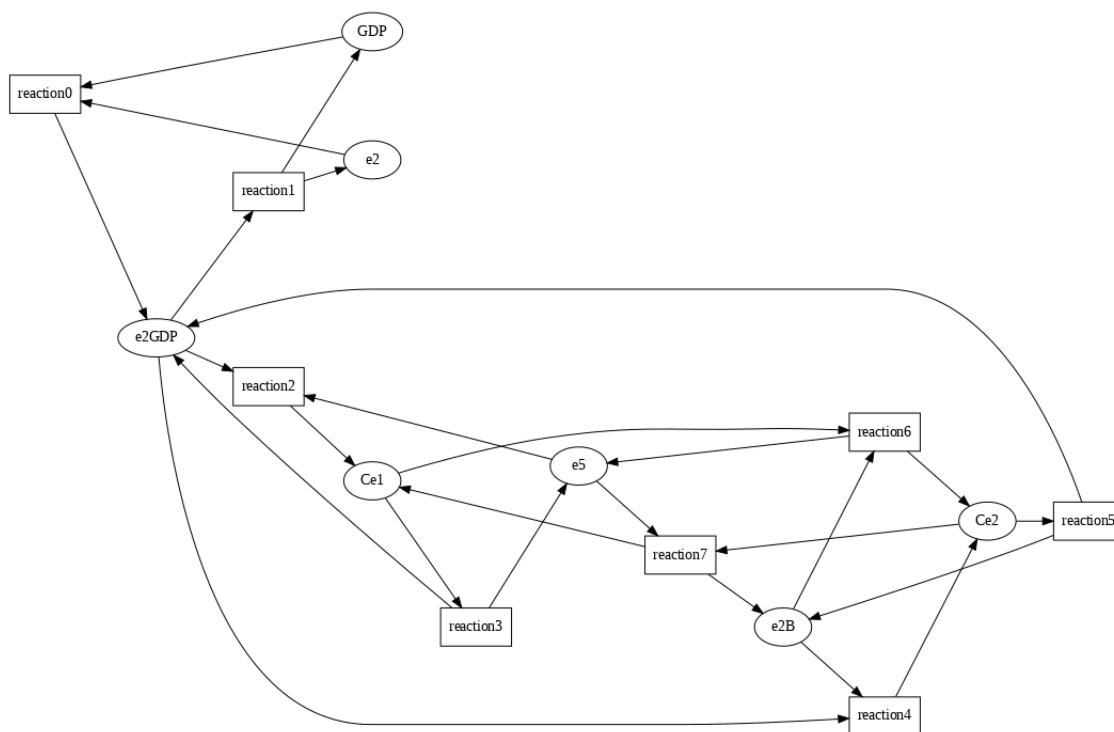 GDP
reaction0
e2
reaction1
e2GDP
reaction2
reaction6
e5
Ce1
Ce2
reaction5
reaction7
reaction3
e2B
reaction4